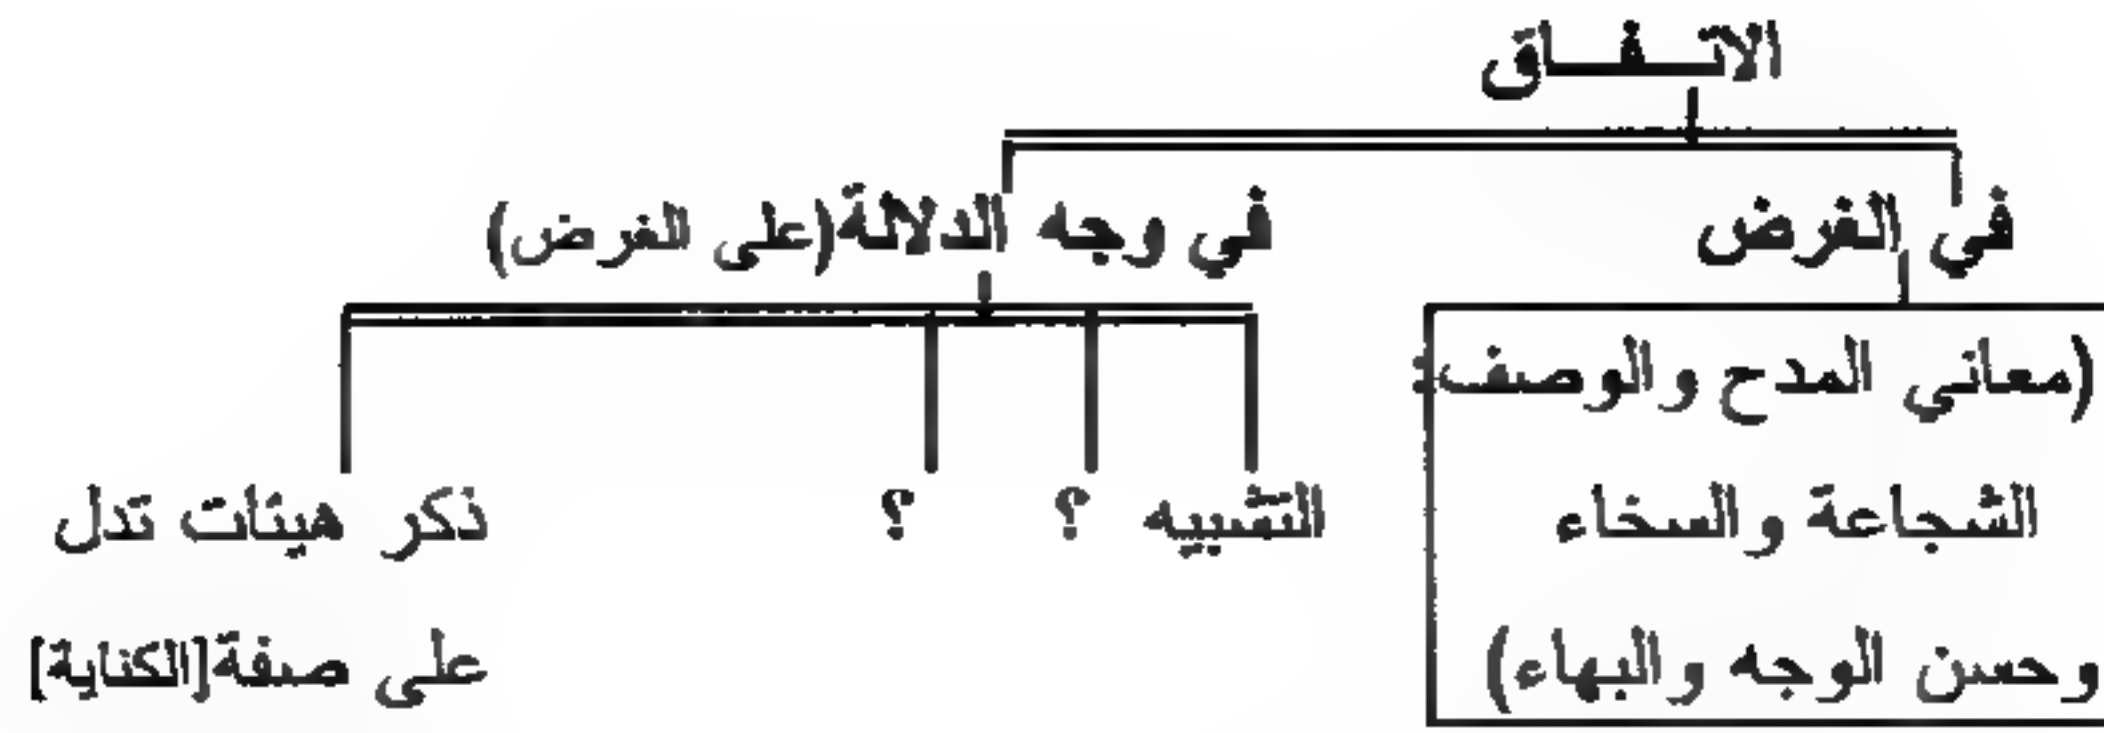 الاتـفـاق
في الغرض
في وجه الدلالة(على الغرض)
(معاني المدح والوصف:
الشجاعة والسخاء
وحسن الوجه والبهاء)
التشبيه ؟ ؟
ذكر هيئات تدل
على صفة[الكناية]